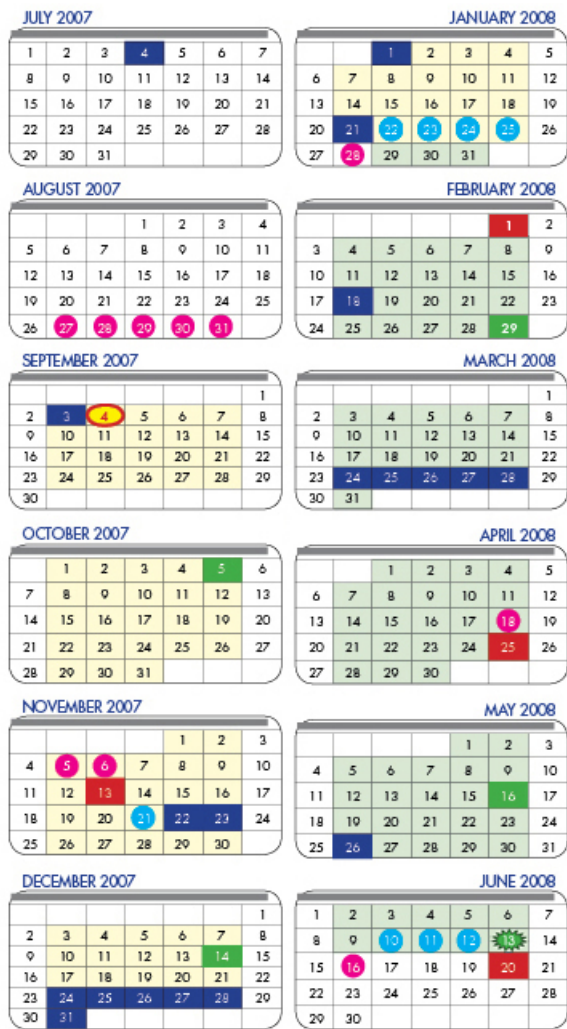 JULY 2007
1 2 3 4 5 6 7
8 9 10 11 12 13 14
15 16 17 18 19 20 21
22 23 24 25 26 27 28
29 30 31
AUGUST 2007
1 2 3 4
5 6 7 8 9 10 11
12 13 14 15 16 17 18
19 20 21 22 23 24 25
26 27 28 29 30 31
SEPTEMBER 2007
1
2 3 4 5 6 7 8
9 10 11 12 13 14 15
16 17 18 19 20 21 22
23 24 25 26 27 28 29
30
OCTOBER 2007
1 2 3 4 5 6
7 8 9 10 11 12 13
14 15 16 17 18 19 20
21 22 23 24 25 26 27
28 29 30 31
NOVEMBER 2007
1 2 3
4 5 6 7 8 9 10
11 12 13 14 15 16 17
18 19 20 21 22 23 24
25 26 27 28 29 30
DECEMBER 2007
1
2 3 4 5 6 7 8
9 10 11 12 13 14 15
16 17 18 19 20 21 22
23 24 25 26 27 28 29
30 31
JANUARY 2008
1 2 3 4 5
6 7 8 9 10 11 12
13 14 15 16 17 18 19
20 21 22 23 24 25 26
27 28 29 30 31
FEBRUARY 2008
1 2
3 4 5 6 7 8 9
10 11 12 13 14 15 16
17 18 19 20 21 22 23
24 25 26 27 28 29
MARCH 2008
1
2 3 4 5 6 7 8
9 10 11 12 13 14 15
16 17 18 19 20 21 22
23 24 25 26 27 28 29
30 31
APRIL 2008
1 2 3 4 5
6 7 8 9 10 11 12
13 14 15 16 17 18 19
20 21 22 23 24 25 26
27 28 29 30
MAY 2008
1 2 3
4 5 6 7 8 9 10
11 12 13 14 15 16 17
18 19 20 21 22 23 24
25 26 27 28 29 30 31
JUNE 2008
1 2 3 4 5 6 7
8 9 10 11 12 13 14
15 16 17 18 19 20 21
22 23 24 25 26 27 28
29 30